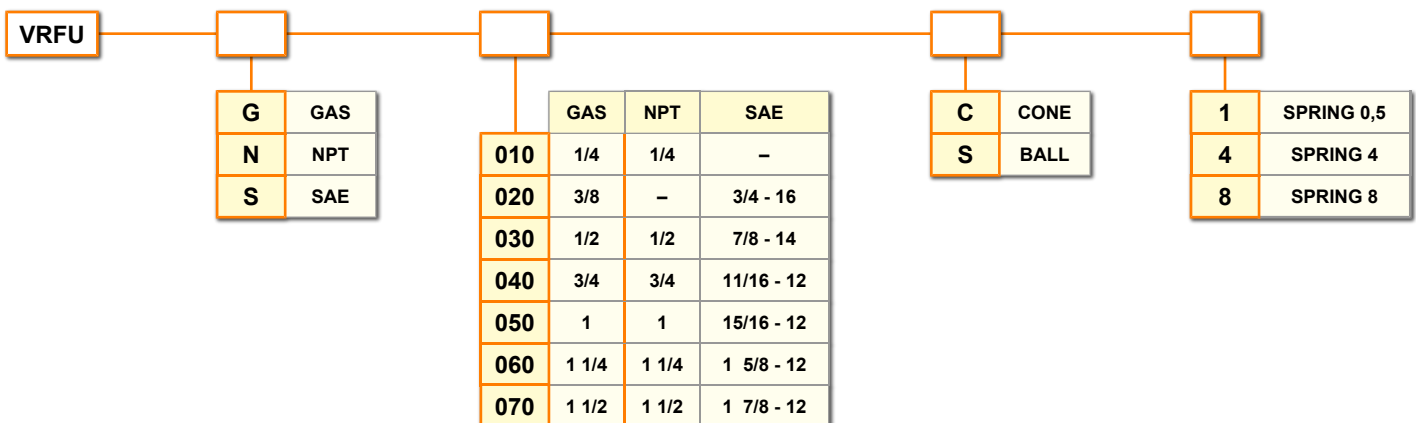 VRFU
G GAS
N NPT
S SAE
GAS NPT SAE
010 1/4 1/4 –
020 3/8 – 3/4 - 16
030 1/2 1/2 7/8 - 14
040 3/4 3/4 11/16 - 12
050 1 1 15/16 - 12
060 1 1/4 1 1/4 1 5/8 - 12
070 1 1/2 1 1/2 1 7/8 - 12
C CONE
S BALL
1 SPRING 0,5
4 SPRING 4
8 SPRING 8